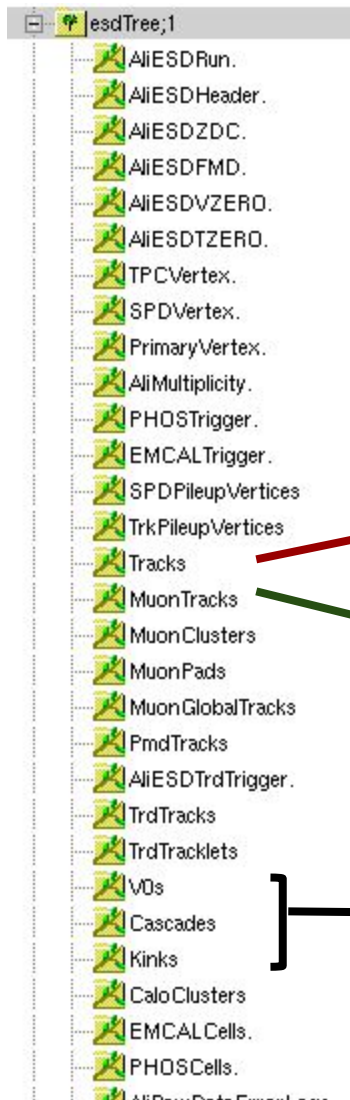 esdTree;1
AliESDRun.
AliESDHeader.
AliESDZDC.
AliESDFMD.
AliESDVZERO.
AliESDTZERO.
TPCVertex.
SPDVertex.
PrimaryVertex.
AliMultiplicity.
PHOSTrigger.
EMCALTrigger.
SPDPileupVertices
TrkPileupVertices
Tracks
MuonTracks
MuonClusters
MuonPads
MuonGlobalTracks
PmdTracks
AliESDTrdTrigger.
TrdTracks
TrdTracklets
V0s
Cascades
Kinks
CaloClusters
EMCALCells.
PHOSCells.